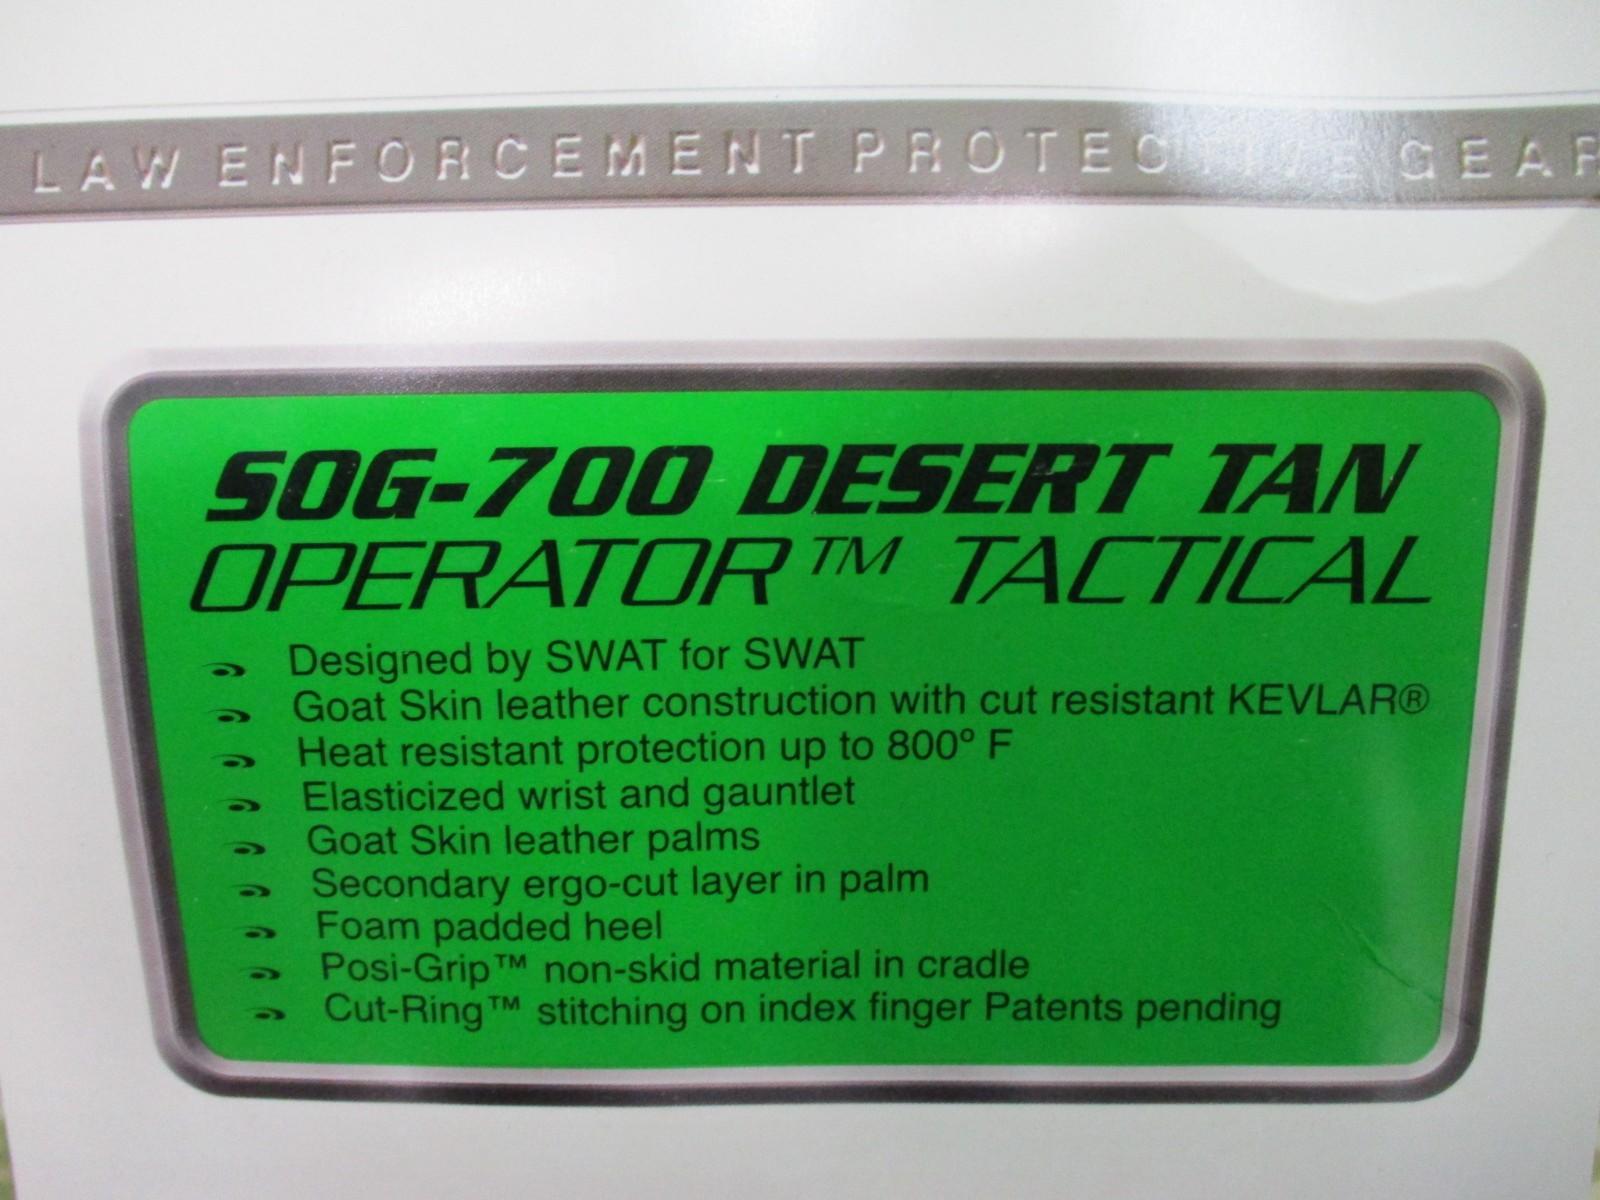 LAW ENFORCEMENT PROTECTIVE GEAR
SOG-700 DESERT TAN
OPERATOR™ TACTICAL
Designed by SWAT for SWAT
Goat Skin leather construction with cut resistant KEVLAR®
Heat resistant protection up to 800º F
Elasticized wrist and gauntlet
Goat Skin leather palms
Secondary ergo-cut layer in palm
Foam padded heel
Posi-Grip™ non-skid material in cradle
Cut-Ring™ stitching on index finger Patents pending